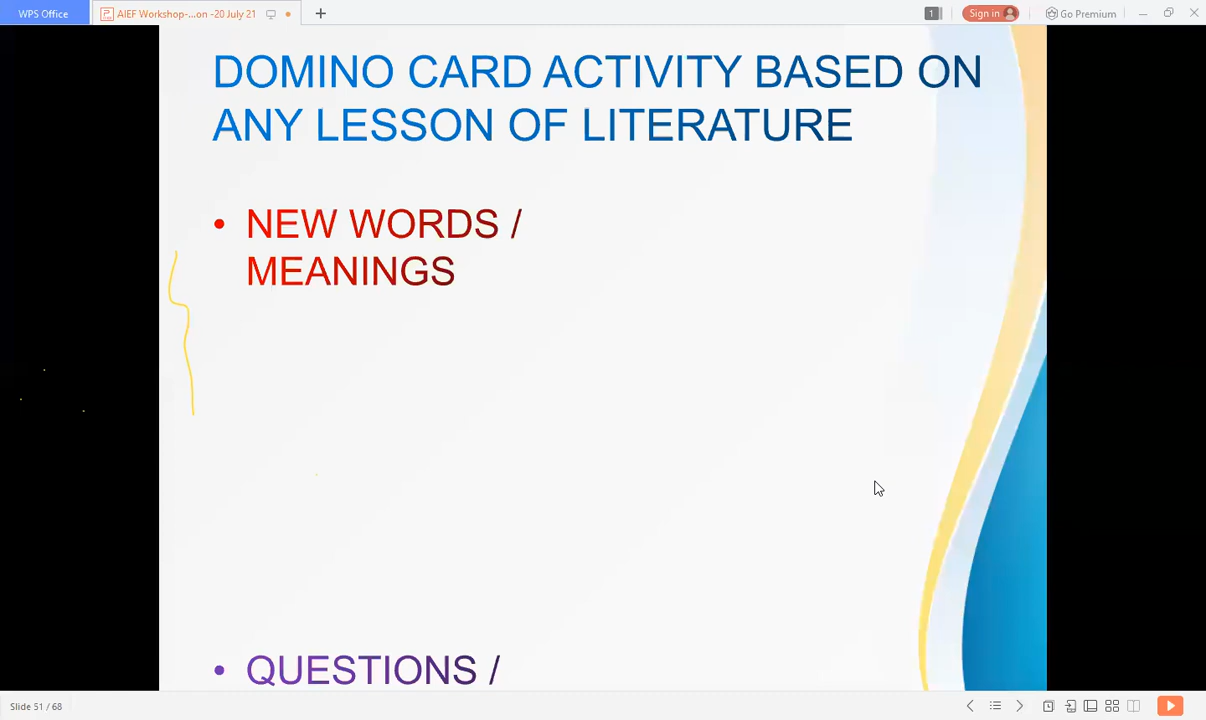 WPS Office
AIEF Workshop-...on -20 July 21
1
Sign in
Go Premium
DOMINO CARD ACTIVITY BASED ON
ANY LESSON OF LITERATURE
• NEW WORDS /
MEANINGS
• QUESTIONS /
Slide 51 / 68